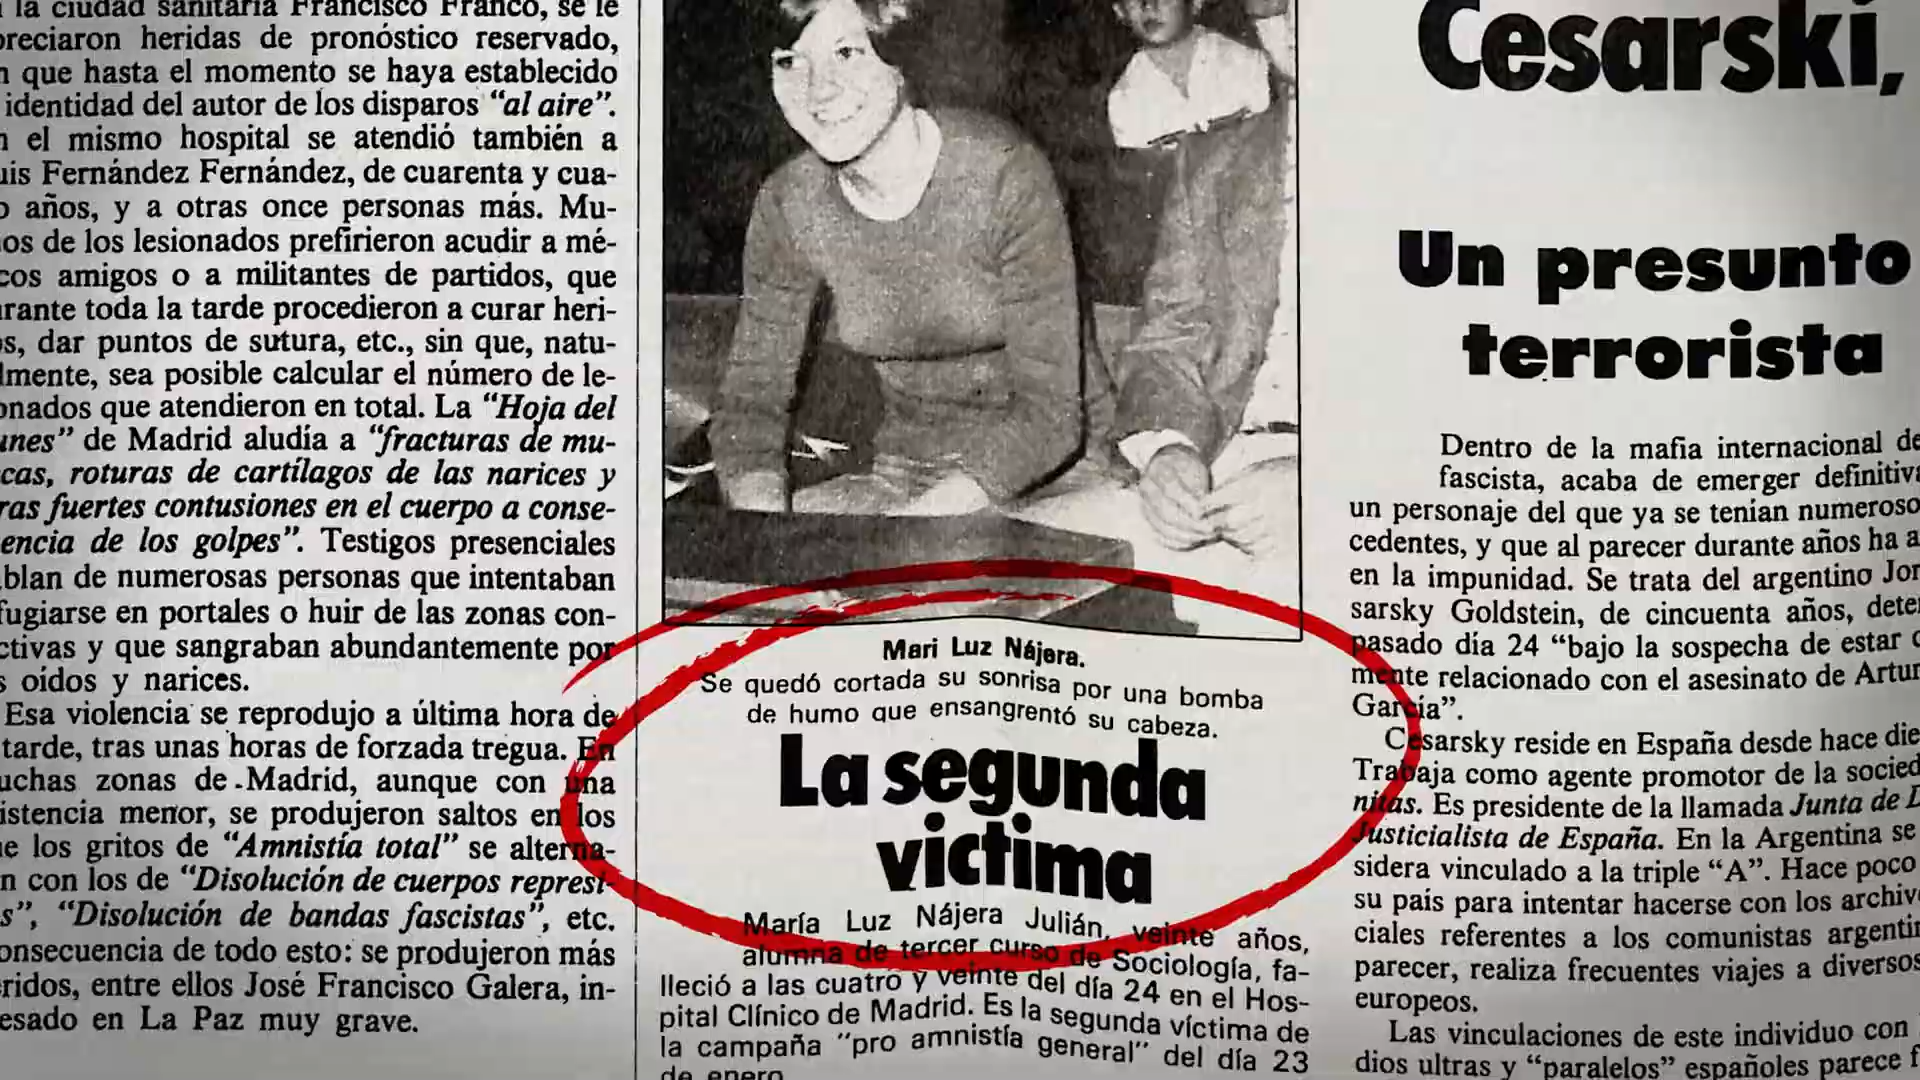 la ciudad sanitaria Francisco Franco, se le
preciaron heridas de pronóstico reservado,
que hasta el momento se haya establecido
identidad del autor de los disparos “al aire”.
el mismo hospital se atendió también a
uis Fernández Fernández, de cuarenta y cua-
o años, y a otras once personas más. Mu-
os de los lesionados prefirieron acudir a mé-
cos amigos o a militantes de partidos, que
rante toda la tarde procedieron a curar heri-
s, dar puntos de sutura, etc., sin que, natu-
lmente, sea posible calcular el número de le-
onados que atendieron en total. La “Hoja del
unes” de Madrid aludía a “fracturas de mu-
cas, roturas de cartílagos de las narices y
ras fuertes contusiones en el cuerpo a conse-
encia de los golpes”. Testigos presenciales
blan de numerosas personas que intentaban
fugiarse en portales o huir de las zonas con-
ctivas y que sangraban abundantemente por
s oídos y narices.
Esa violencia se reprodujo a última hora de
tarde, tras unas horas de forzada tregua. En
uchas zonas de Madrid, aunque con una
istencia menor, se produjeron saltos en los
e los gritos de “Amnistía total” se alterna-
n con los de “Disolución de cuerpos represi-
s”, “Disolución de bandas fascistas”, etc.
onsecuencia de todo esto: se produjeron más
ridos, entre ellos José Francisco Galera, in-
esado en La Paz muy grave.
Mari Luz Nájera.
Se quedó cortada su sonrisa por una bomba
de humo que ensangrentó su cabeza.
La segunda
víctima
María Luz Nájera Julián, veinte años,
alumna de tercer curso de Sociología, fa-
lleció a las cuatro y veinte del día 24 en el Hos-
pital Clínico de Madrid. Es la segunda víctima de
la campaña “pro amnistía general” del día 23
de enero
Cesarski,
Un presunto
terrorista
Dentro de la mafia internacional de
fascista, acaba de emerger definitiva
un personaje del que ya se tenían numeroso
cedentes, y que al parecer durante años ha a
en la impunidad. Se trata del argentino Jor
sarsky Goldstein, de cincuenta años, deter
pasado día 24 “bajo la sospecha de estar
mente relacionado con el asesinato de Artur
García”.
Cesarsky reside en España desde hace die
Trabaja como agente promotor de la socied
nitas. Es presidente de la llamada Junta de
Justicialista de España. En la Argentina se
sidera vinculado a la triple “A”. Hace poco
su país para intentar hacerse con los archivo
ciales referentes a los comunistas argentin
parecer, realiza frecuentes viajes a diversos
europeos.
Las vinculaciones de este individuo con
dios ultras y “paralelos” españoles parece